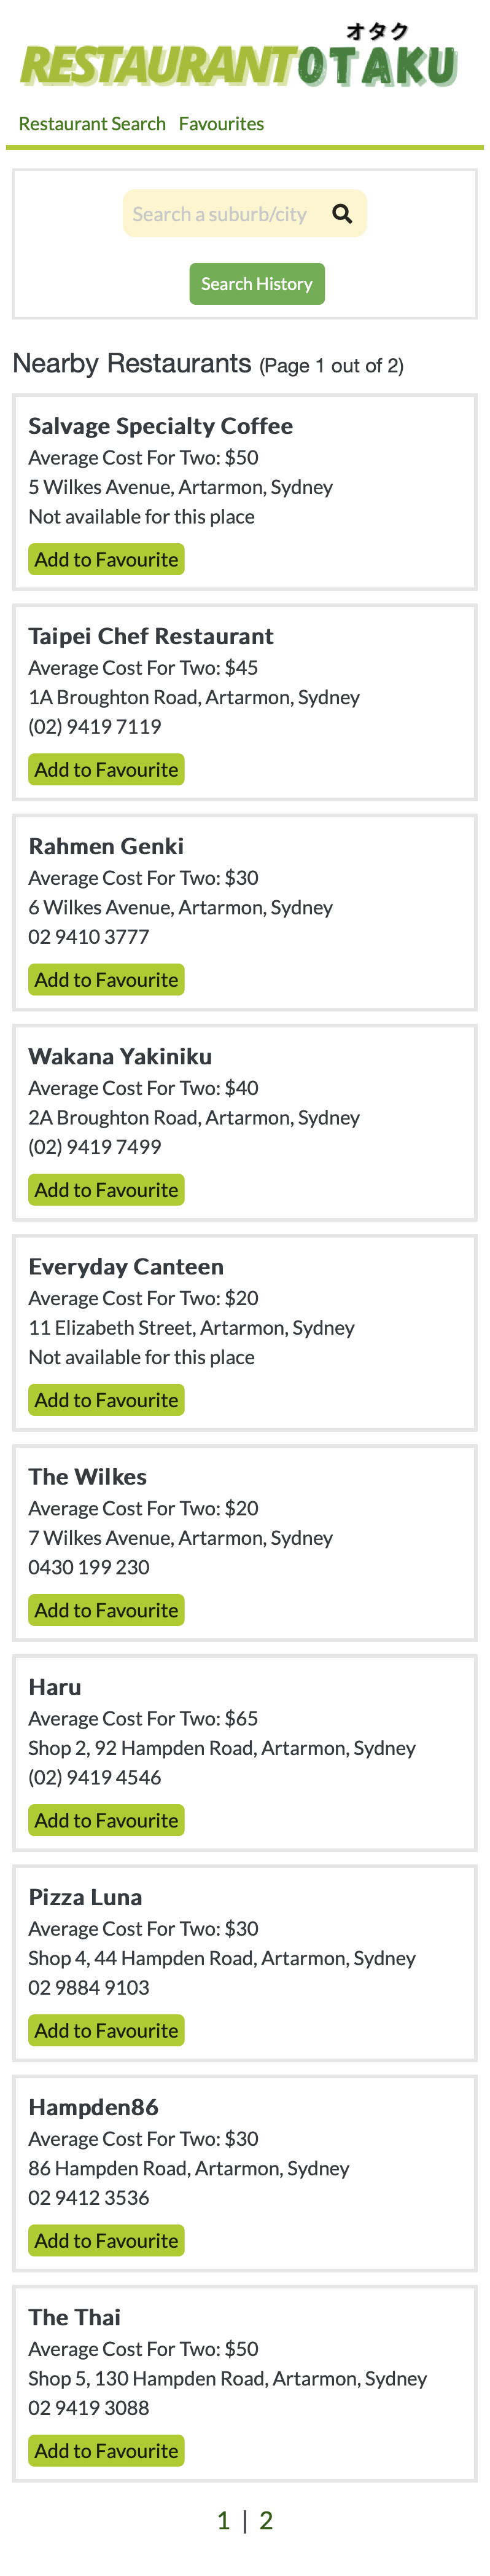 オタク
RESTAURANTOTAKU
Restaurant Search Favourites
Search a suburb/city
Search History
Nearby Restaurants (Page 1 out of 2)
Salvage Specialty Coffee
Average Cost For Two: $50
5 Wilkes Avenue, Artarmon, Sydney
Not available for this place
Add to Favourite
Taipei Chef Restaurant
Average Cost For Two: $45
1A Broughton Road, Artarmon, Sydney
(02) 9419 7119
Add to Favourite
Rahmen Genki
Average Cost For Two: $30
6 Wilkes Avenue, Artarmon, Sydney
02 9410 3777
Add to Favourite
Wakana Yakiniku
Average Cost For Two: $40
2A Broughton Road, Artarmon, Sydney
(02) 9419 7499
Add to Favourite
Everyday Canteen
Average Cost For Two: $20
11 Elizabeth Street, Artarmon, Sydney
Not available for this place
Add to Favourite
The Wilkes
Average Cost For Two: $20
7 Wilkes Avenue, Artarmon, Sydney
0430 199 230
Add to Favourite
Haru
Average Cost For Two: $65
Shop 2, 92 Hampden Road, Artarmon, Sydney
(02) 9419 4546
Add to Favourite
Pizza Luna
Average Cost For Two: $30
Shop 4, 44 Hampden Road, Artarmon, Sydney
02 9884 9103
Add to Favourite
Hampden86
Average Cost For Two: $30
86 Hampden Road, Artarmon, Sydney
02 9412 3536
Add to Favourite
The Thai
Average Cost For Two: $50
Shop 5, 130 Hampden Road, Artarmon, Sydney
02 9419 3088
Add to Favourite
1 | 2